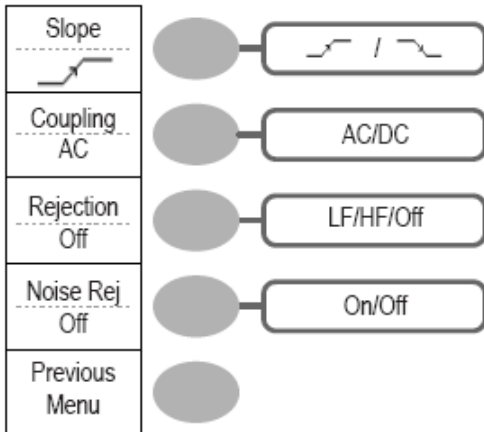 Slope
/
Coupling
AC
AC/DC
Rejection
Off
LF/HF/Off
Noise Rej
Off
On/Off
Previous
Menu